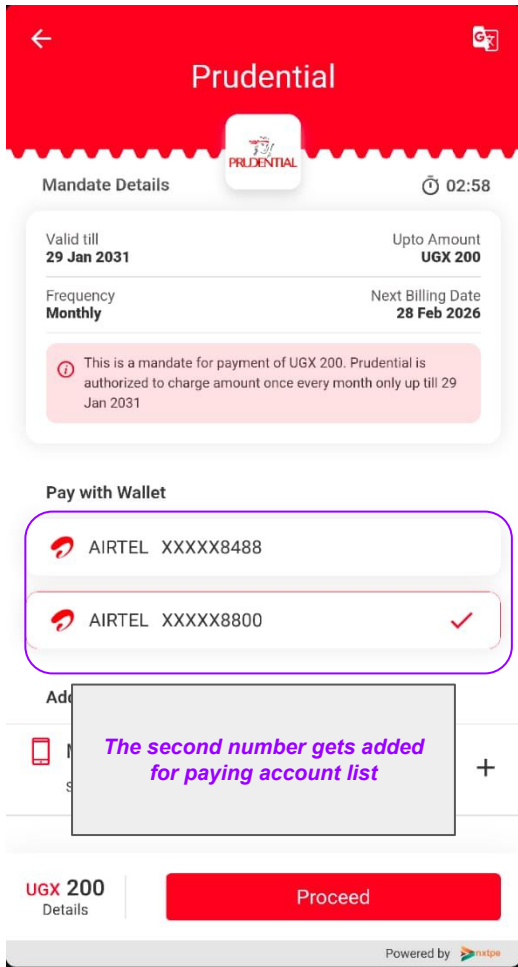 Prudential
PRUDENTIAL
Mandate Details
02:58
Valid till
Upto Amount
29 Jan 2031
UGX 200
Frequency
Next Billing Date
Monthly
28 Feb 2026
This is a mandate for payment of UGX 200. Prudential is
authorized to charge amount once every month only up till 29
Jan 2031
Pay with Wallet
AIRTEL XXXXX8488
AIRTEL XXXXX8800
The second number gets added
for paying account list
+
UGX 200
Details
Proceed
Powered by nxtpe